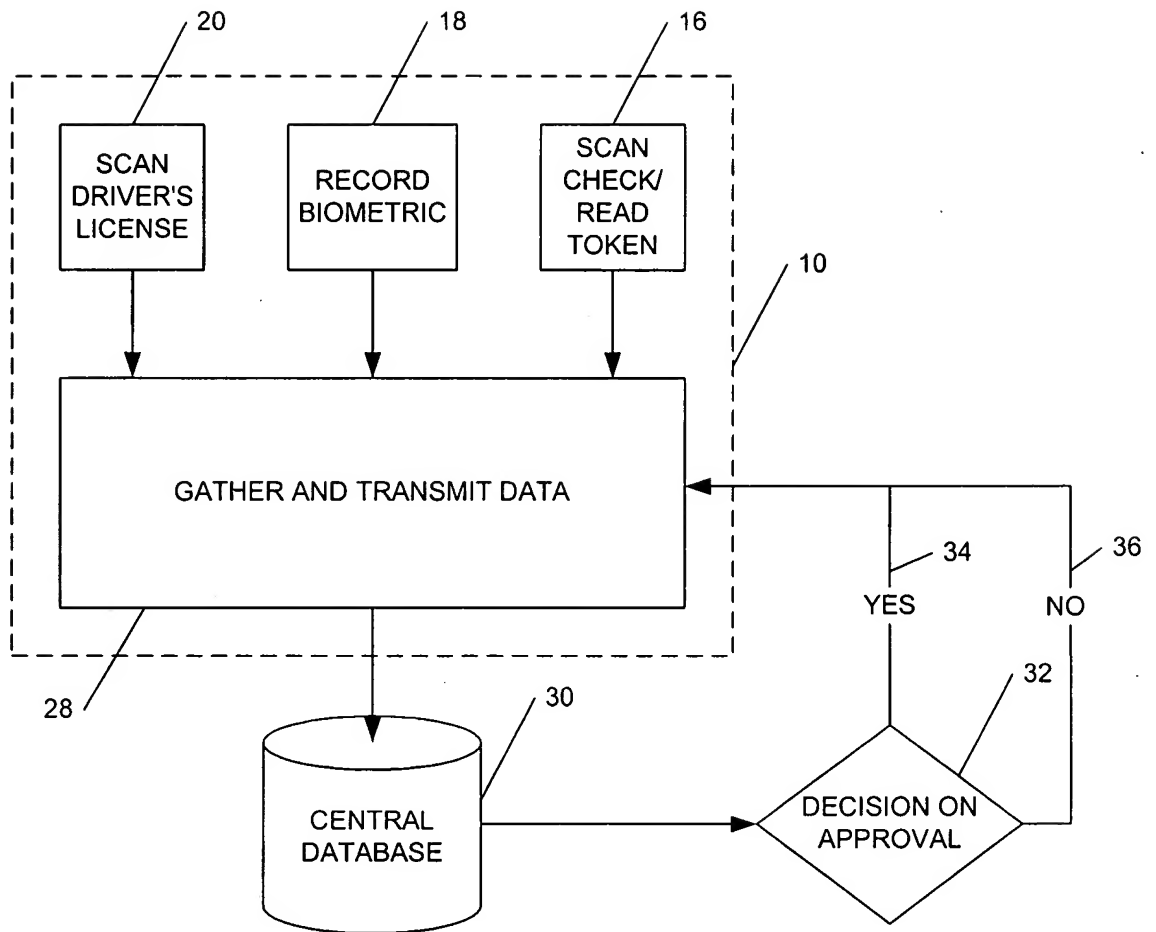 20
18
16
SCAN
DRIVER'S
LICENSE
RECORD
BIOMETRIC
SCAN
CHECK/
READ
TOKEN
10
GATHER AND TRANSMIT DATA
34
36
YES
NO
28
30
32
CENTRAL
DATABASE
DECISION ON
APPROVAL